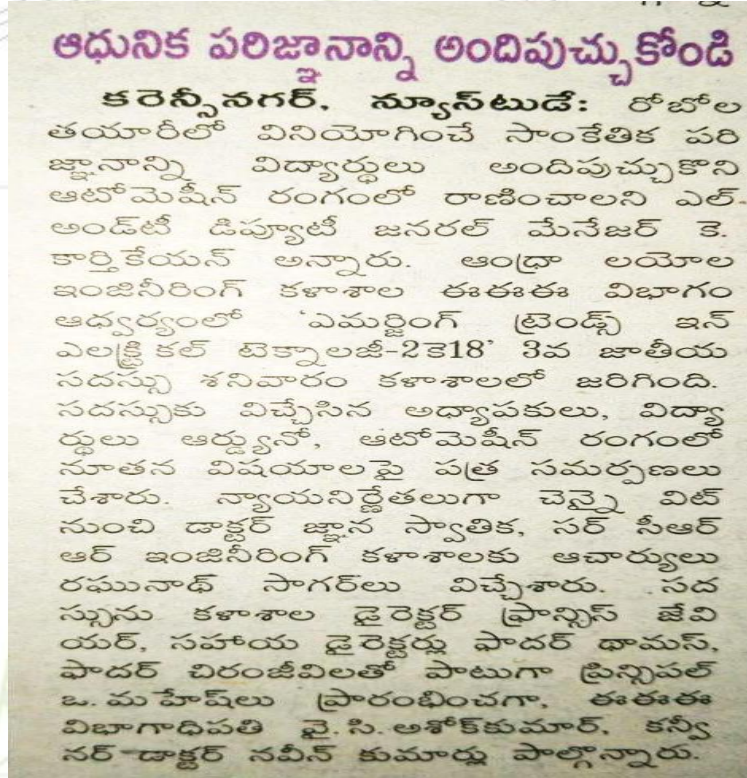 ఆధునిక పరిజ్ఞానాన్ని అందిపుచ్చుకోండి
కరెన్సీనగర్, న్యూస్‌టుడే: రోబోల
తయారీలో వినియోగించే సాంకేతిక పరి
జ్ఞానాన్ని విద్యార్థులు అందిపుచ్చుకొని
ఆటోమెషీన్ రంగంలో రాణించాలని ఎల్
అండ్‌టీ డిప్యూటీ జనరల్ మేనేజర్ కె.
కార్తికేయన్ అన్నారు. ఆంధ్రా లయోల
ఇంజినీరింగ్ కళాశాల ఈఈఈ విభాగం
ఆధ్వర్యంలో 'ఎమర్జింగ్ ట్రెండ్స్ ఇన్
ఎలక్ట్రికల్ టెక్నాలజీ-2కె18' 3వ జాతీయ
సదస్సు శనివారం కళాశాలలో జరిగింది.
సదస్సుకు విచ్చేసిన అధ్యాపకులు, విద్యా
ర్థులు ఆర్డ్యునో, ఆటోమెషీన్ రంగంలో
నూతన విషయాలపై పత్ర సమర్పణలు
చేశారు. న్యాయనిర్ణేతలుగా చెన్నై విట్
నుంచి డాక్టర్ జ్ఞాన స్వాతిక, సర్ సీఆర్
ఆర్ ఇంజినీరింగ్ కళాశాలకు ఆచార్యులు
రఘునాథ్ సాగర్‌లు విచ్చేశారు. సద
స్సును కళాశాల డైరెక్టర్ ఫ్రాన్సిస్ జేవి
యర్, సహాయ డైరెక్టర్లు ఫాదర్ థామస్,
ఫాదర్ చిరంజీవిలతో పాటుగా ప్రిన్సిపల్
ఒ.మహేష్‌లు ప్రారంభించగా, ఈఈఈ
విభాగాధిపతి వై.సి.అశోక్‌కుమార్, కన్వీ
నర్ డాక్టర్ నవీన్ కుమార్లు పాల్గొన్నారు.